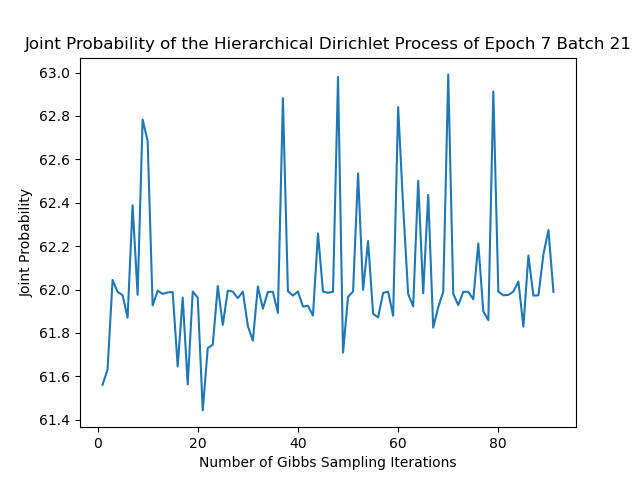 Joint Probability of the Hierarchical Dirichlet Process of Epoch 7 Batch 21
63.0
62.8
62.6
62.4
62.2
62.0
61.8
61.6
61.4
Joint Probability
0 20 40 60 80
Number of Gibbs Sampling Iterations